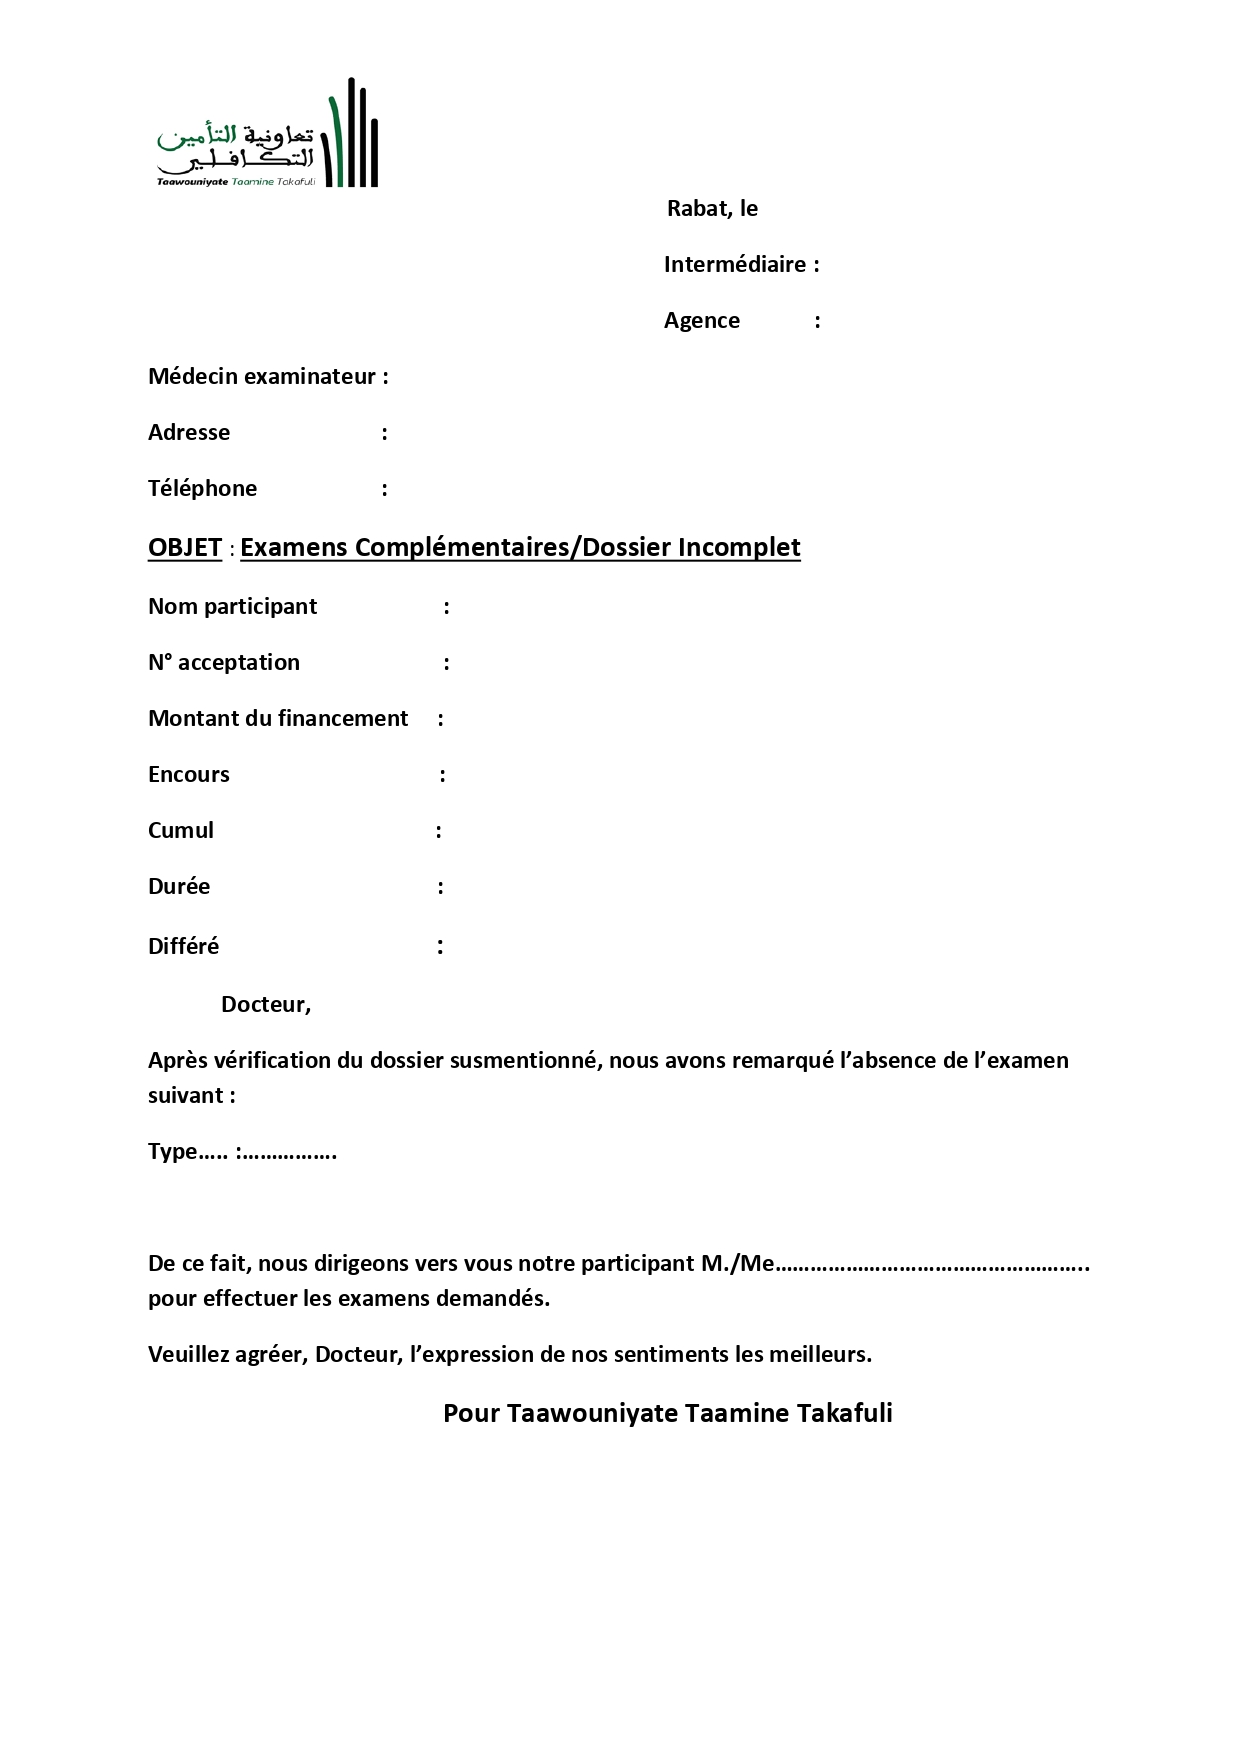 تعاونية التأمين
التكافلي
Taawouniyate Taamine Takafuli
Rabat, le
Intermédiaire :
Agence :
Médecin examinateur :
Adresse :
Téléphone :
OBJET : Examens Complémentaires/Dossier Incomplet
Nom participant :
N° acceptation :
Montant du financement :
Encours :
Cumul :
Durée :
Différé :
Docteur,
Après vérification du dossier susmentionné, nous avons remarqué l’absence de l’examen
suivant :
Type….. :…………….
De ce fait, nous dirigeons vers vous notre participant M./Me……………………………………………..
pour effectuer les examens demandés.
Veuillez agréer, Docteur, l’expression de nos sentiments les meilleurs.
Pour Taawouniyate Taamine Takafuli